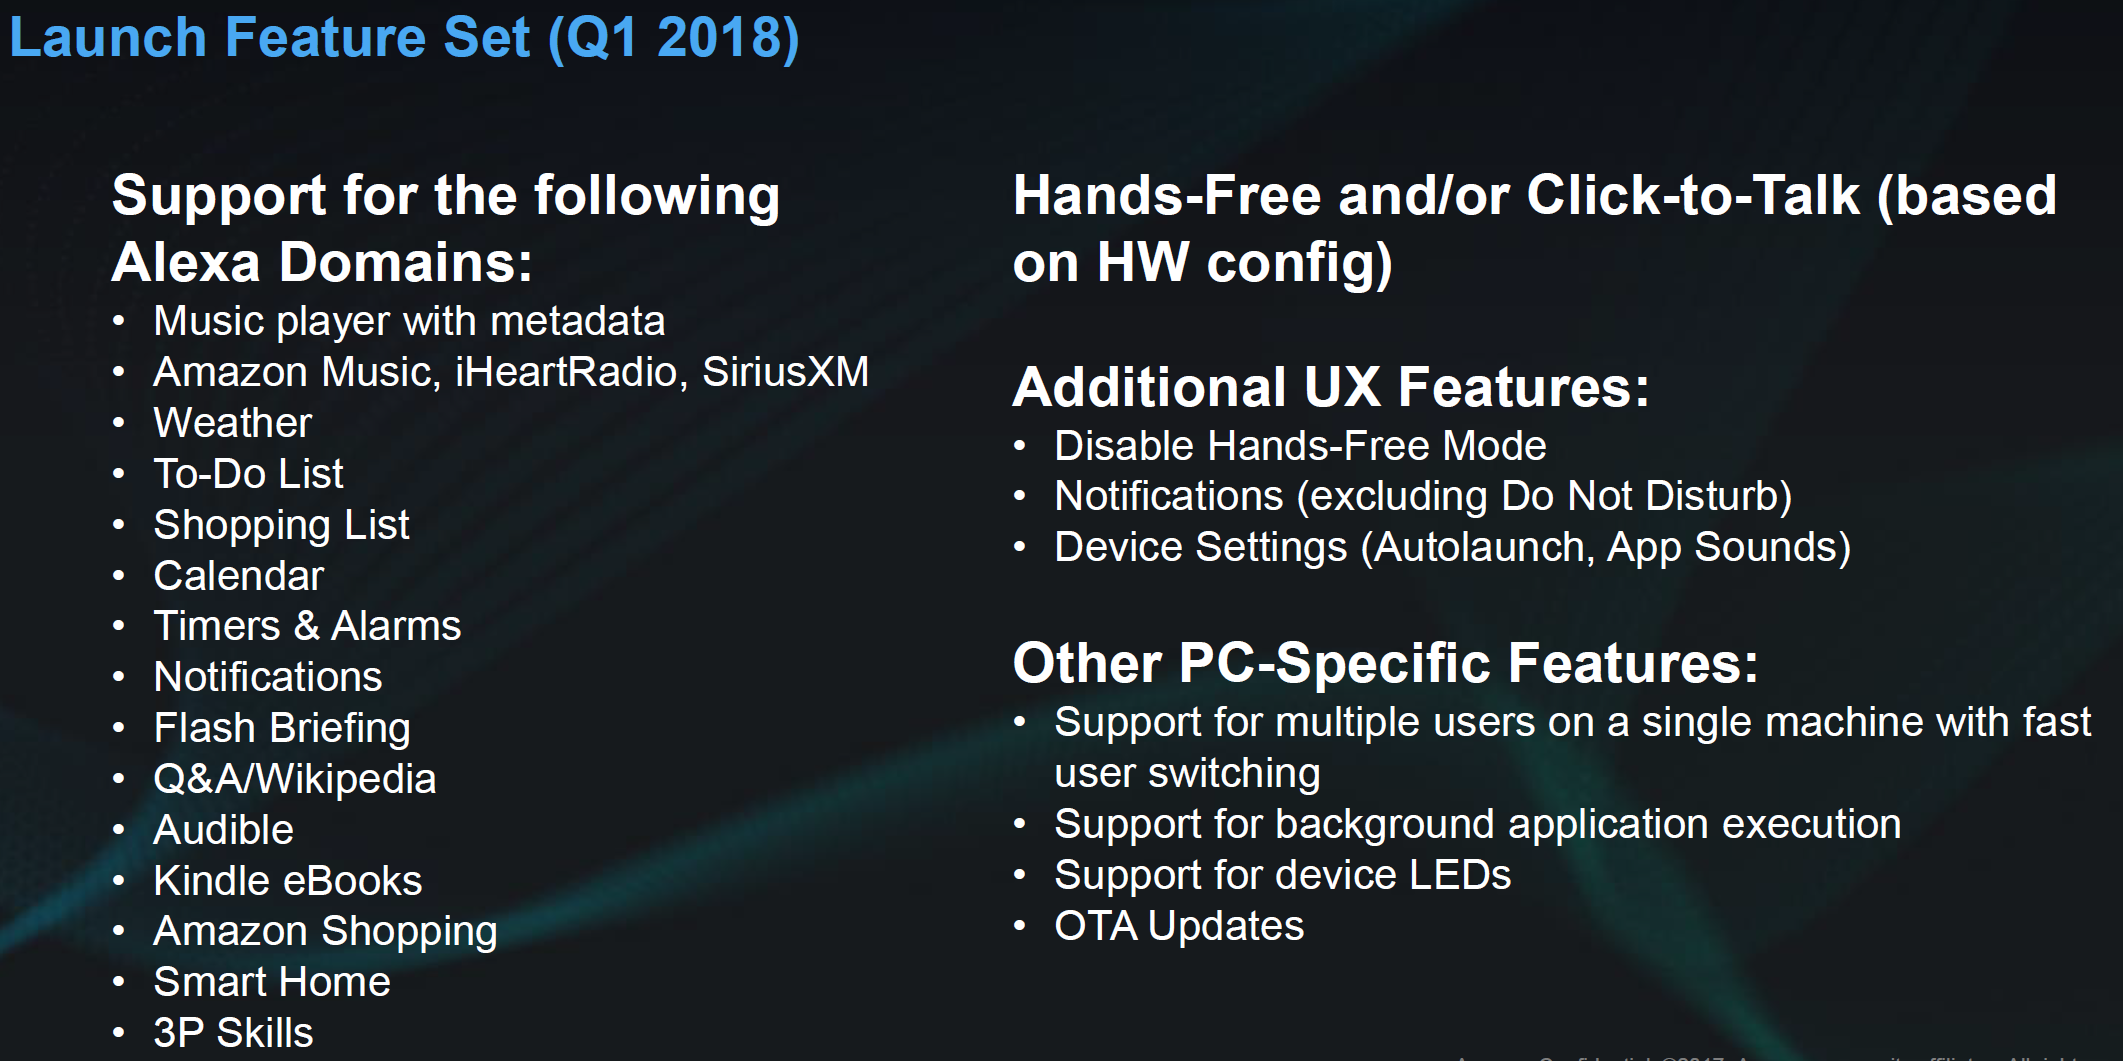 Launch Feature Set (Q1 2018)
Support for the following
Alexa Domains:
• Music player with metadata
• Amazon Music, iHeartRadio, SiriusXM
• Weather
• To-Do List
• Shopping List
• Calendar
• Timers & Alarms
• Notifications
• Flash Briefing
• Q&A/Wikipedia
• Audible
• Kindle eBooks
• Amazon Shopping
• Smart Home
• 3P Skills
Hands-Free and/or Click-to-Talk (based
on HW config)
Additional UX Features:
• Disable Hands-Free Mode
• Notifications (excluding Do Not Disturb)
• Device Settings (Autolaunch, App Sounds)
Other PC-Specific Features:
• Support for multiple users on a single machine with fast
user switching
• Support for background application execution
• Support for device LEDs
• OTA Updates